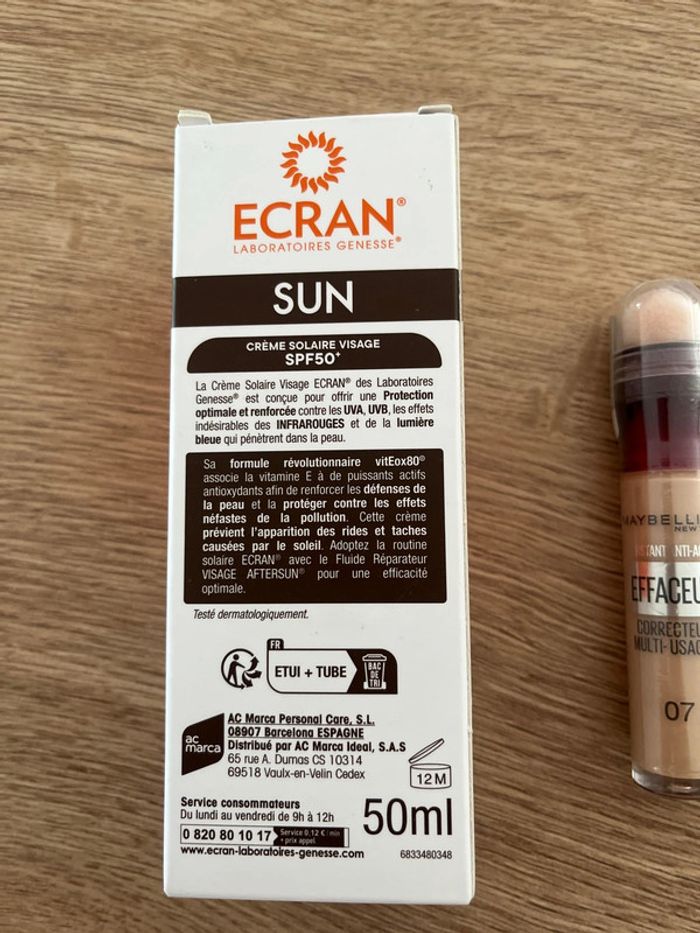 ECRAN®
LABORATOIRES GENESSE®
SUN
CRÈME SOLAIRE VISAGE
SPF50+
La Crème Solaire Visage ECRAN® des Laboratoires
Genesse® est conçue pour offrir une Protection
optimale et renforcée contre les UVA, UVB, les effets
indésirables des INFRAROUGES et de la lumière
bleue qui pénètrent dans la peau.
Sa formule révolutionnaire vitEox80®
associe la vitamine E à de puissants actifs
antioxydants afin de renforcer les défenses de
la peau et la protéger contre les effets
néfastes de la pollution. Cette crème
prévient l'apparition des rides et taches
causées par le soleil. Adoptez la routine
solaire ECRAN® avec le Fluide Réparateur
VISAGE AFTERSUN® pour une efficacité
optimale.
Testé dermatologiquement.
FR
ETUI + TUBE
BAC
DE
TRI
ac
marca
AC Marca Personal Care, S.L.
08907 Barcelona ESPAGNE
Distribué par AC Marca Ideal, S.A.S
65 rue A. Dumas CS 10314
69518 Vaulx-en-Velin Cedex
12 M
Service consommateurs
Du lundi au vendredi de 9h à 12h
0 820 80 10 17
Service 0,12 € / min
+ prix appel
www.ecran-laboratoires-genesse.com
50ml
6833480348
MAYBELLI
NEW
INSTANT ANTI-A
EFFACEU
CORRECTEU
MULTI-USAG
07